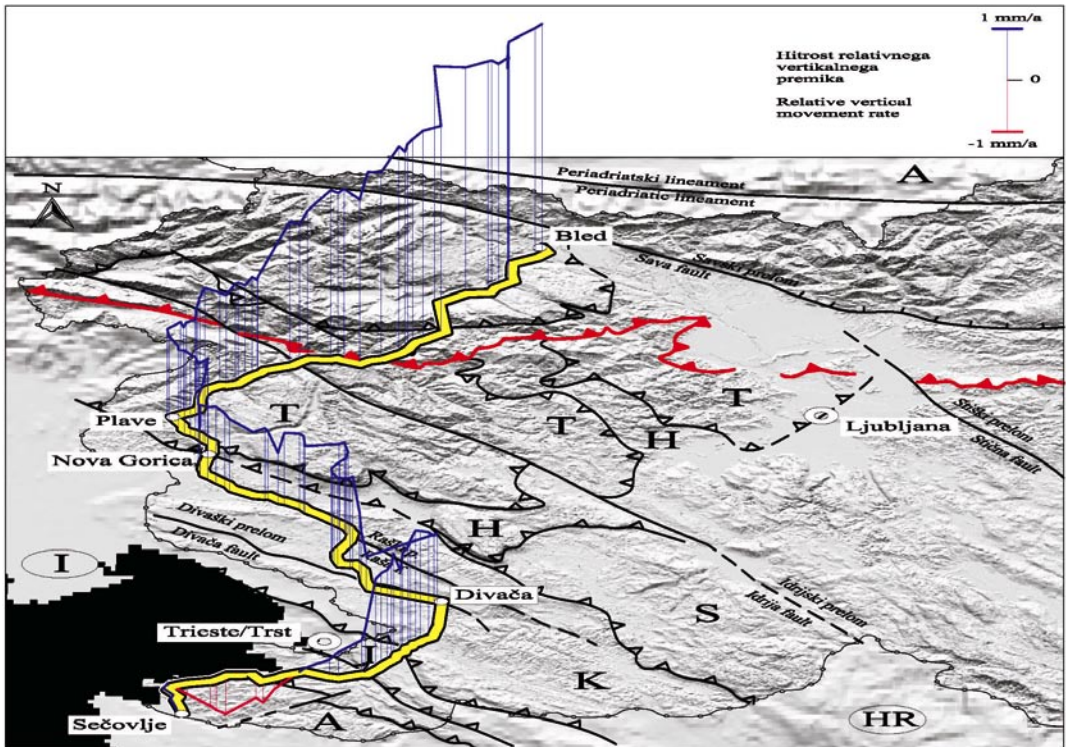 1 mm/a
Hitrost relativnega
vertikalnega
premika
0
Relative vertical
movement rate
-1 mm/a
N
Periadriatski lineament
Periadriatic lineament
A
Bled
Savski prelom
Sava fault
Plave
T
T
T
H
Ljubljana
Stiški prelom
Stična fault
Nova Gorica
Divaški prelom
Divača fault
H
I
Divača
S
Idrijski prelom
Idrija fault
Trieste/Trst
I
K
Sečovlje
A
HR